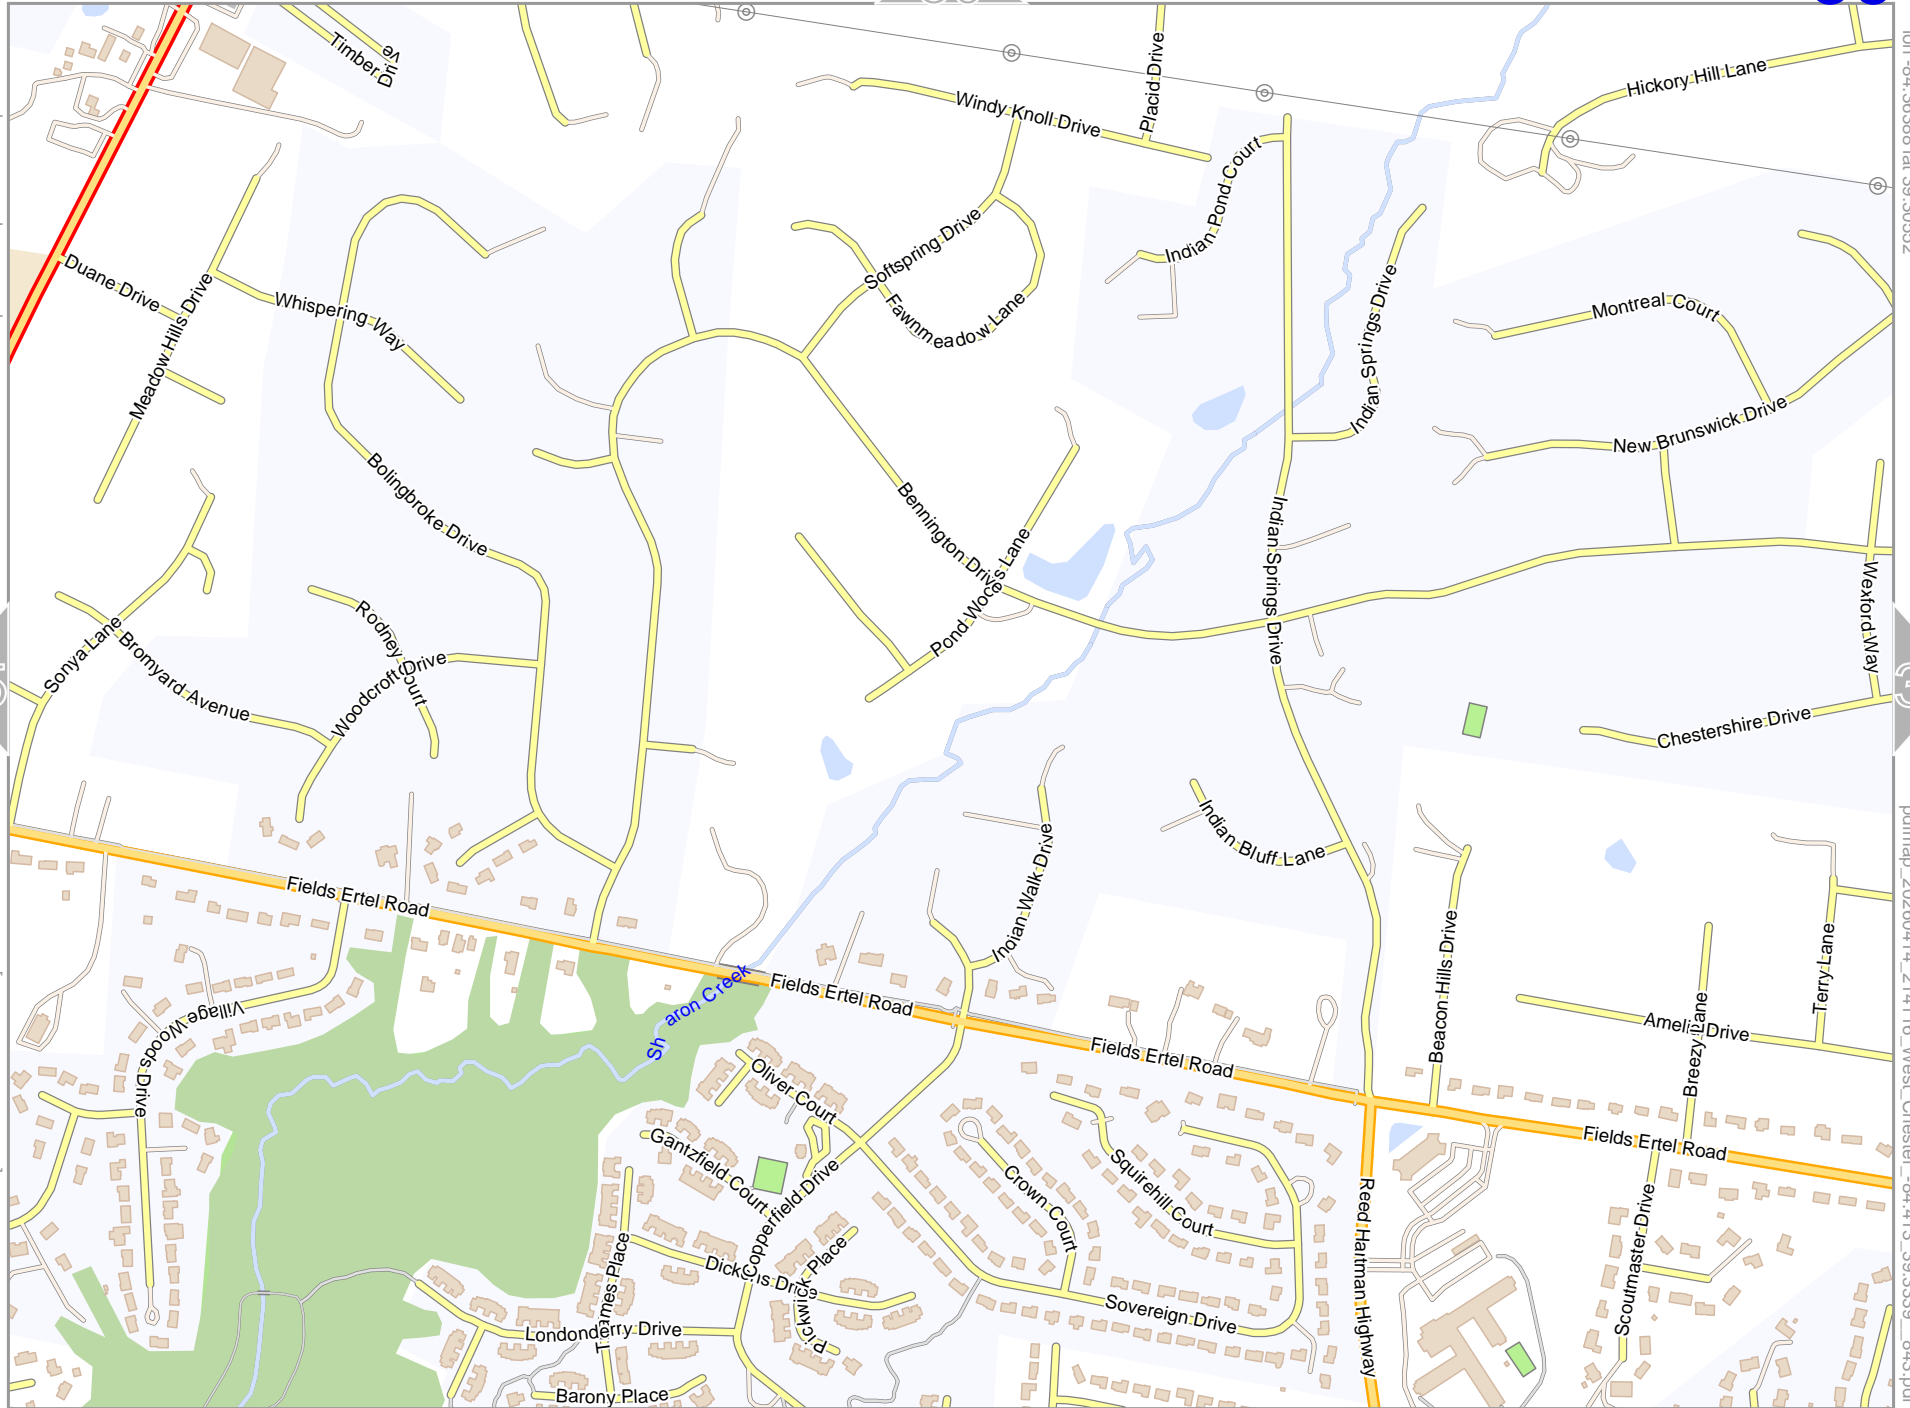 Timber Drive
Placid Drive
Hickory Hill Lane
Windy Knoll Drive
Indian Pond Court
Softspring Drive
Duane Drive
Meadow Hills Drive
Whispering Way
Fawnmeadow Lane
Indian Springs Drive
Montreal Court
New Brunswick Drive
Bolingbroke Drive
Bennington Drive
Pond Woods Lane
Indian Springs Drive
Wexford Way
Rodney Court
Sonya Lane
Bromyard Avenue
Woodcroft Drive
Chestershire Drive
Indian Bluff Lane
Indian Walk Drive
Fields Ertel Road
Beacon Hills Drive
Terry Lane
Sharon Creek
Fields Ertel Road
Village Woods Drive
Amelia Drive
Breezy Lane
Fields Ertel Road
Oliver Court
Gantzfield Court
Crown Court
Squirehill Court
Fields Ertel Road
Copperfield Drive
Reed Hartman Highway
Scoutmaster Drive
Dickens Drive
Pickwick Place
Thames Place
Sovereign Drive
Londonderry Drive
Barony Place